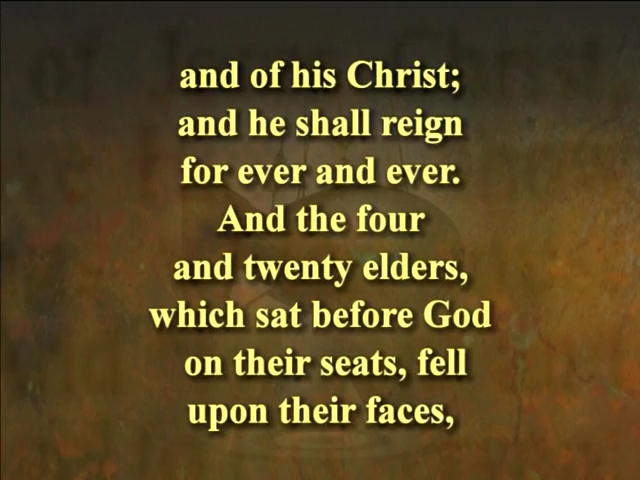 and of his Christ;
and he shall reign
for ever and ever.
And the four
and twenty elders,
which sat before God
on their seats, fell
upon their faces,